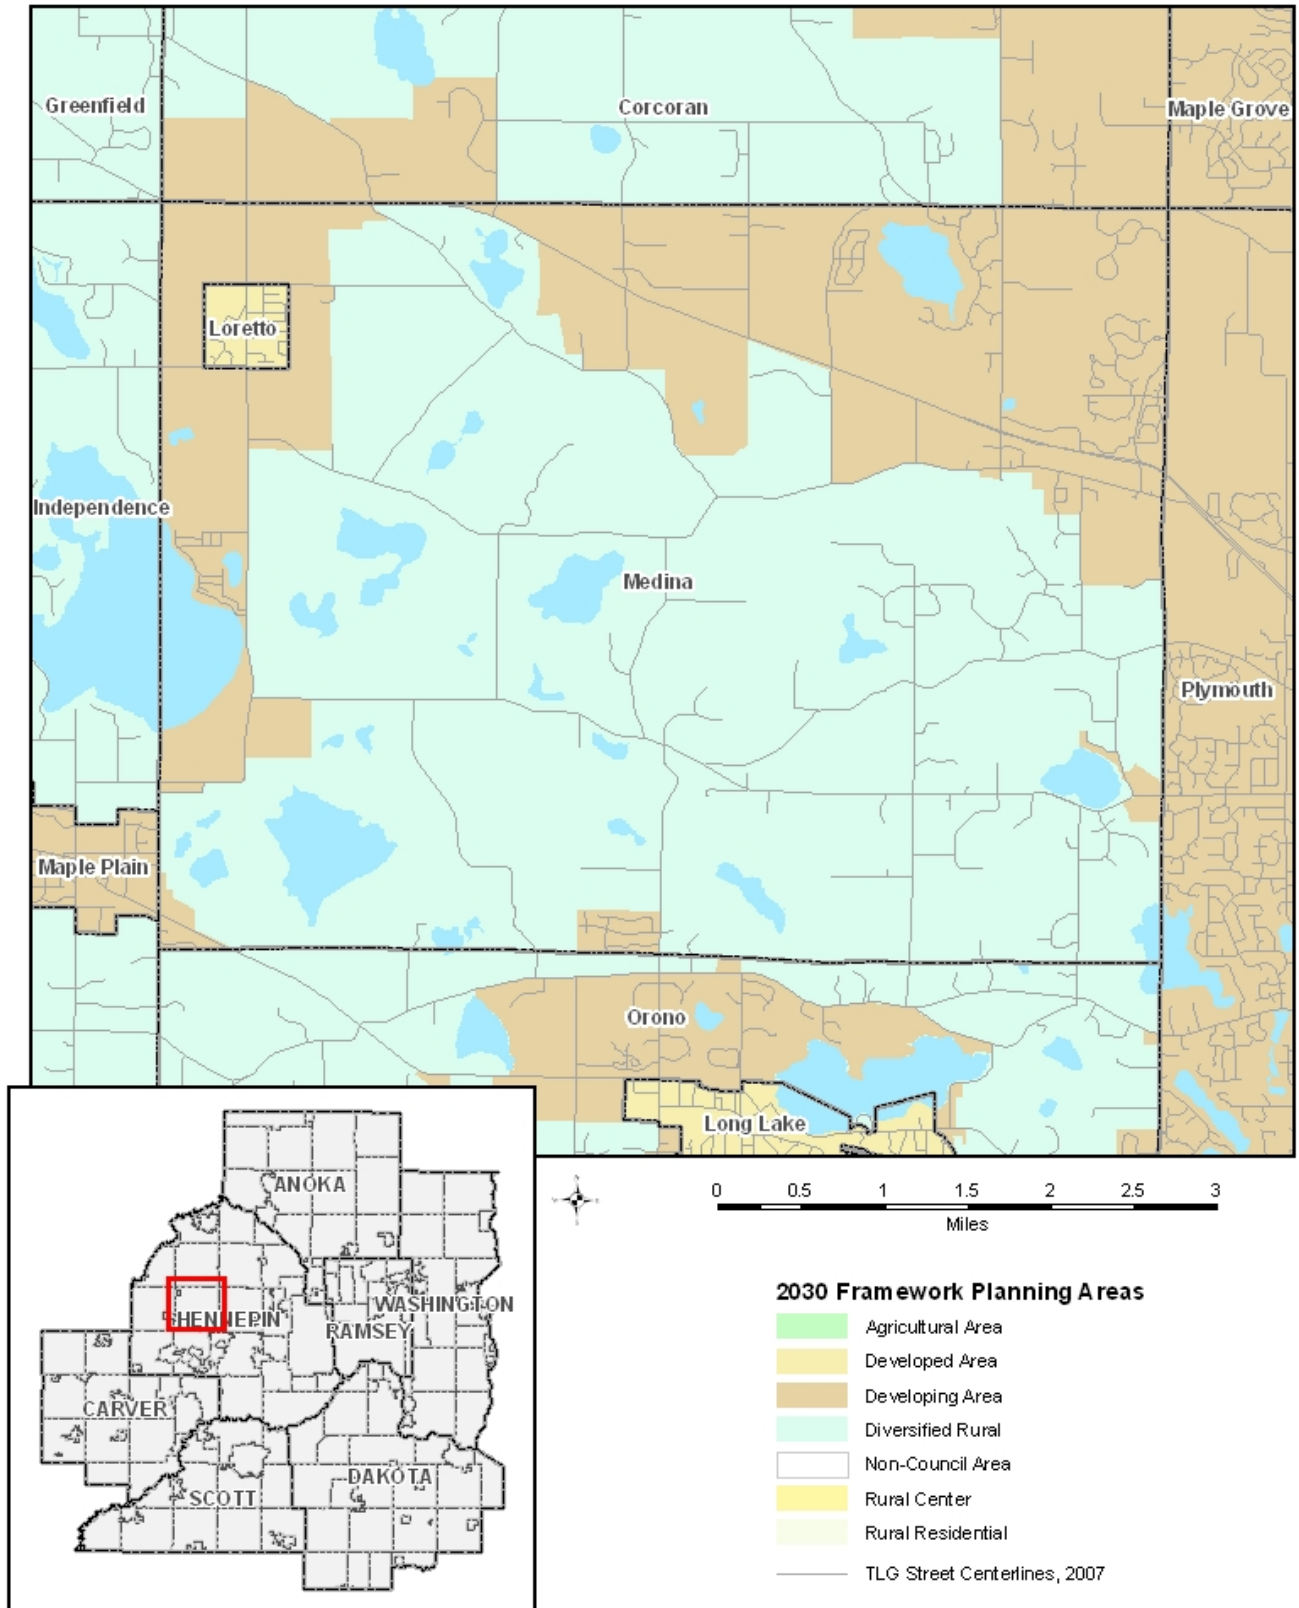 Greenfield
Corcoran
Maple Grove
Loretto
Independence
Medina
Plymouth
Maple Plain
Orono
Long Lake
ANOKA
WASHINGTON
HENNEPIN
RAMSEY
CARVER
DAKOTA
SCOTT
0 0.5 1 1.5 2 2.5 3
Miles
2030 Framework Planning Areas
Agricultural Area
Developed Area
Developing Area
Diversified Rural
Non-Council Area
Rural Center
Rural Residential
TLG Street Centerlines, 2007